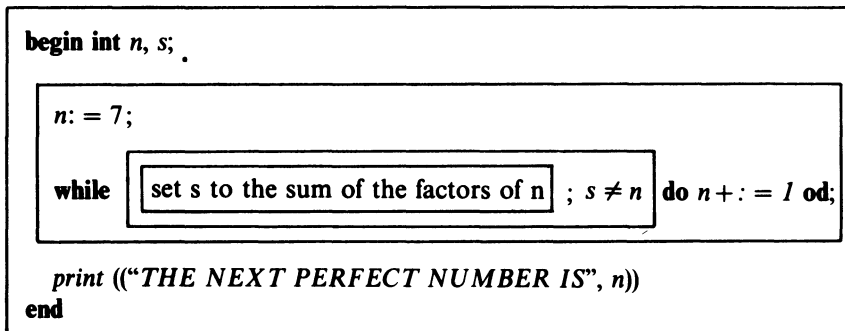 begin int n, s;
n: = 7;
while set s to the sum of the factors of n ; s ≠ n do n + : = 1 od;
print (("THE NEXT PERFECT NUMBER IS", n))
end